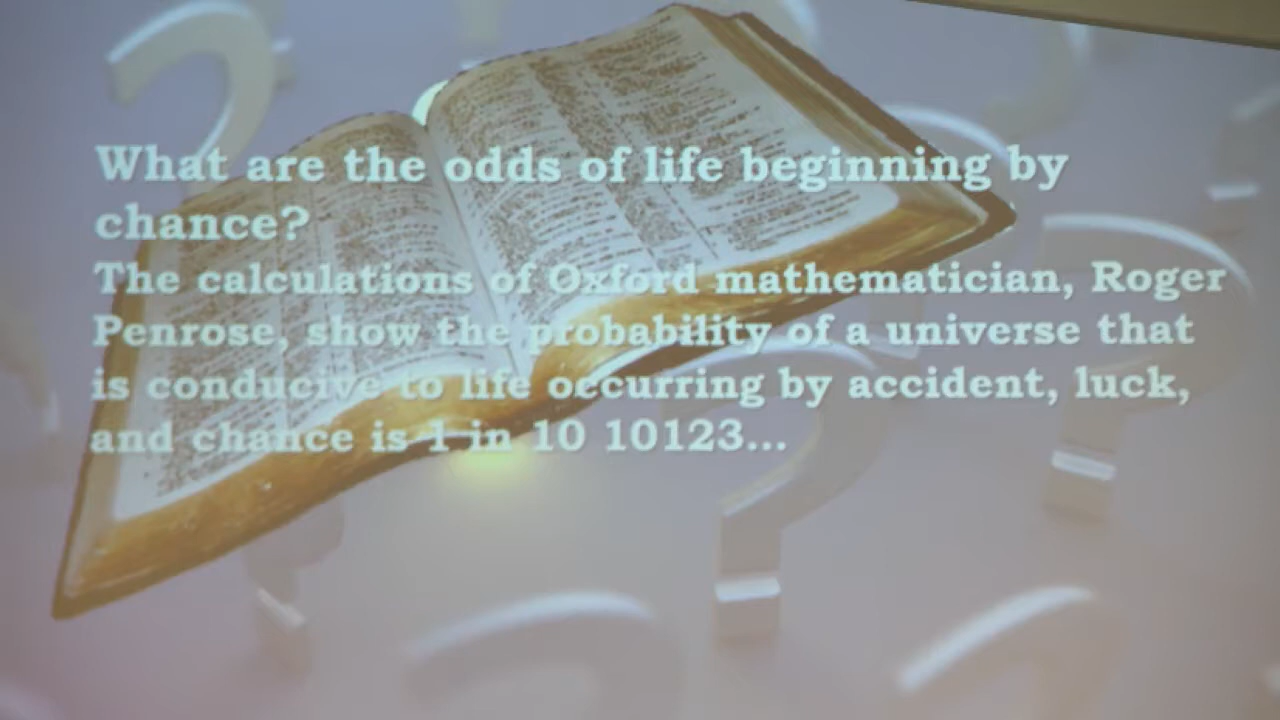 What are the odds of life beginning by
chance?
The calculations of Oxford mathematician, Roger
Penrose, show the probability of a universe that
is conducive to life occurring by accident, luck,
and chance is 1 in 10 10123...